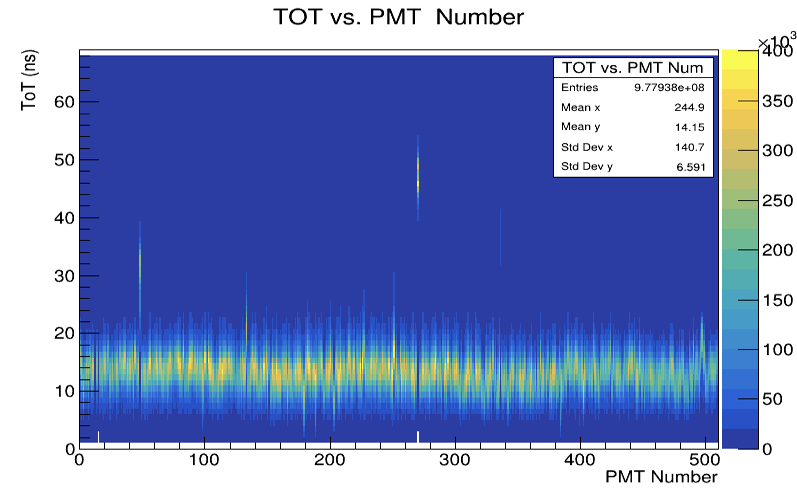 TOT vs. PMT Number
×10³
ToT (ns)
TOT vs. PMT Num
Entries 9.77938e+08
Mean x 244.9
Mean y 14.15
Std Dev x 140.7
Std Dev y 6.591
60
50
40
30
20
10
0
0 100 200 300 400 500
PMT Number
400
350
300
250
200
150
100
50
0